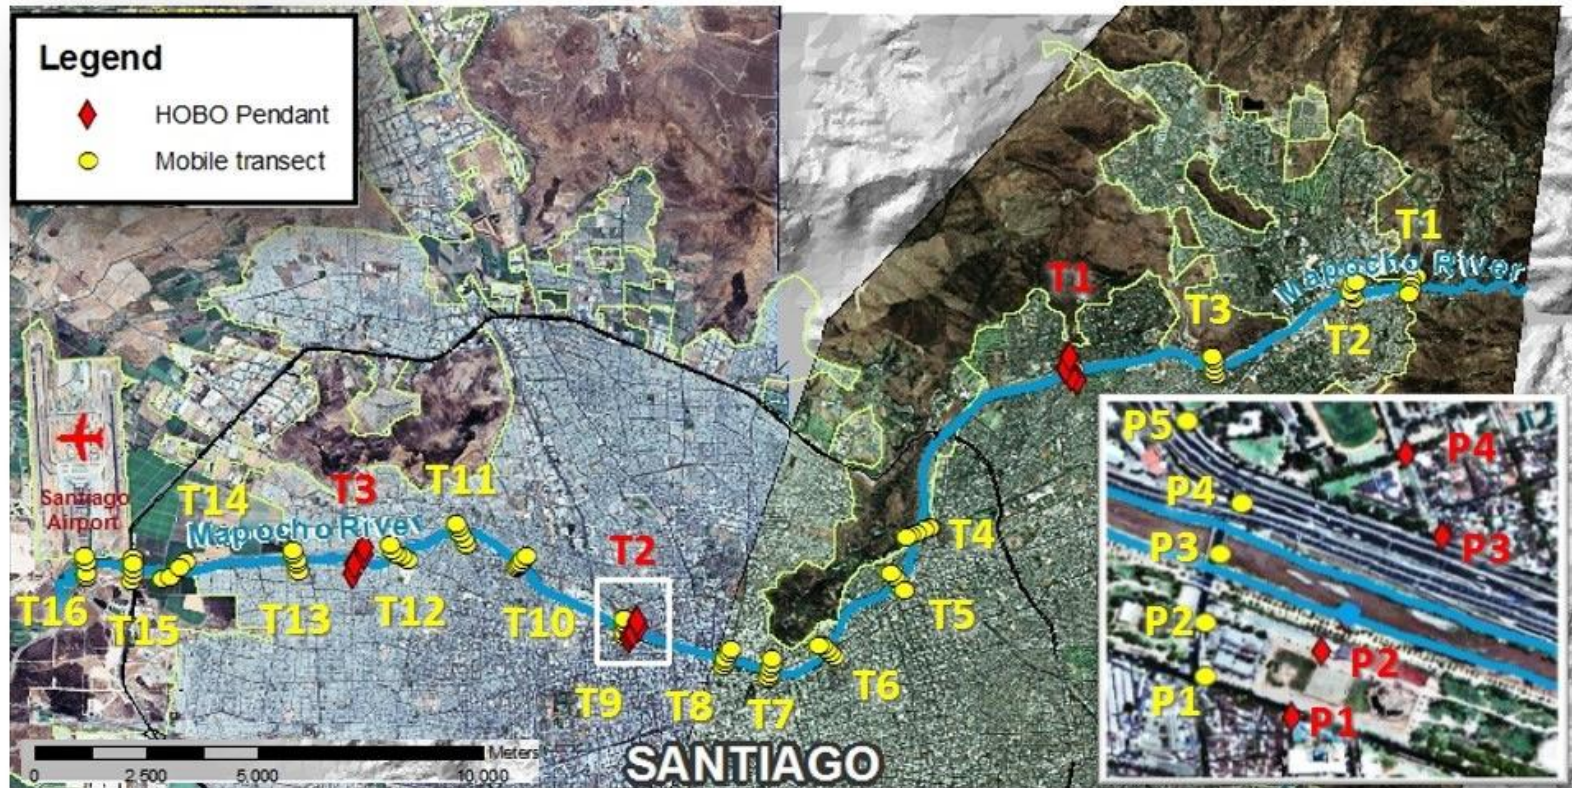 Legend
HOBO Pendant
Mobile transect
T1
Mapocho River
T1
T3
T2
P5
P4
P4
P3
P3
P2
P2
P1
P1
T11
T3
T14
Santiago
Airport
Mapocho River
T4
T2
T16
T15
T13
T12
T10
T5
T6
T9
T8
T7
SANTIAGO
Meters
0
2,500
5,000
10,000